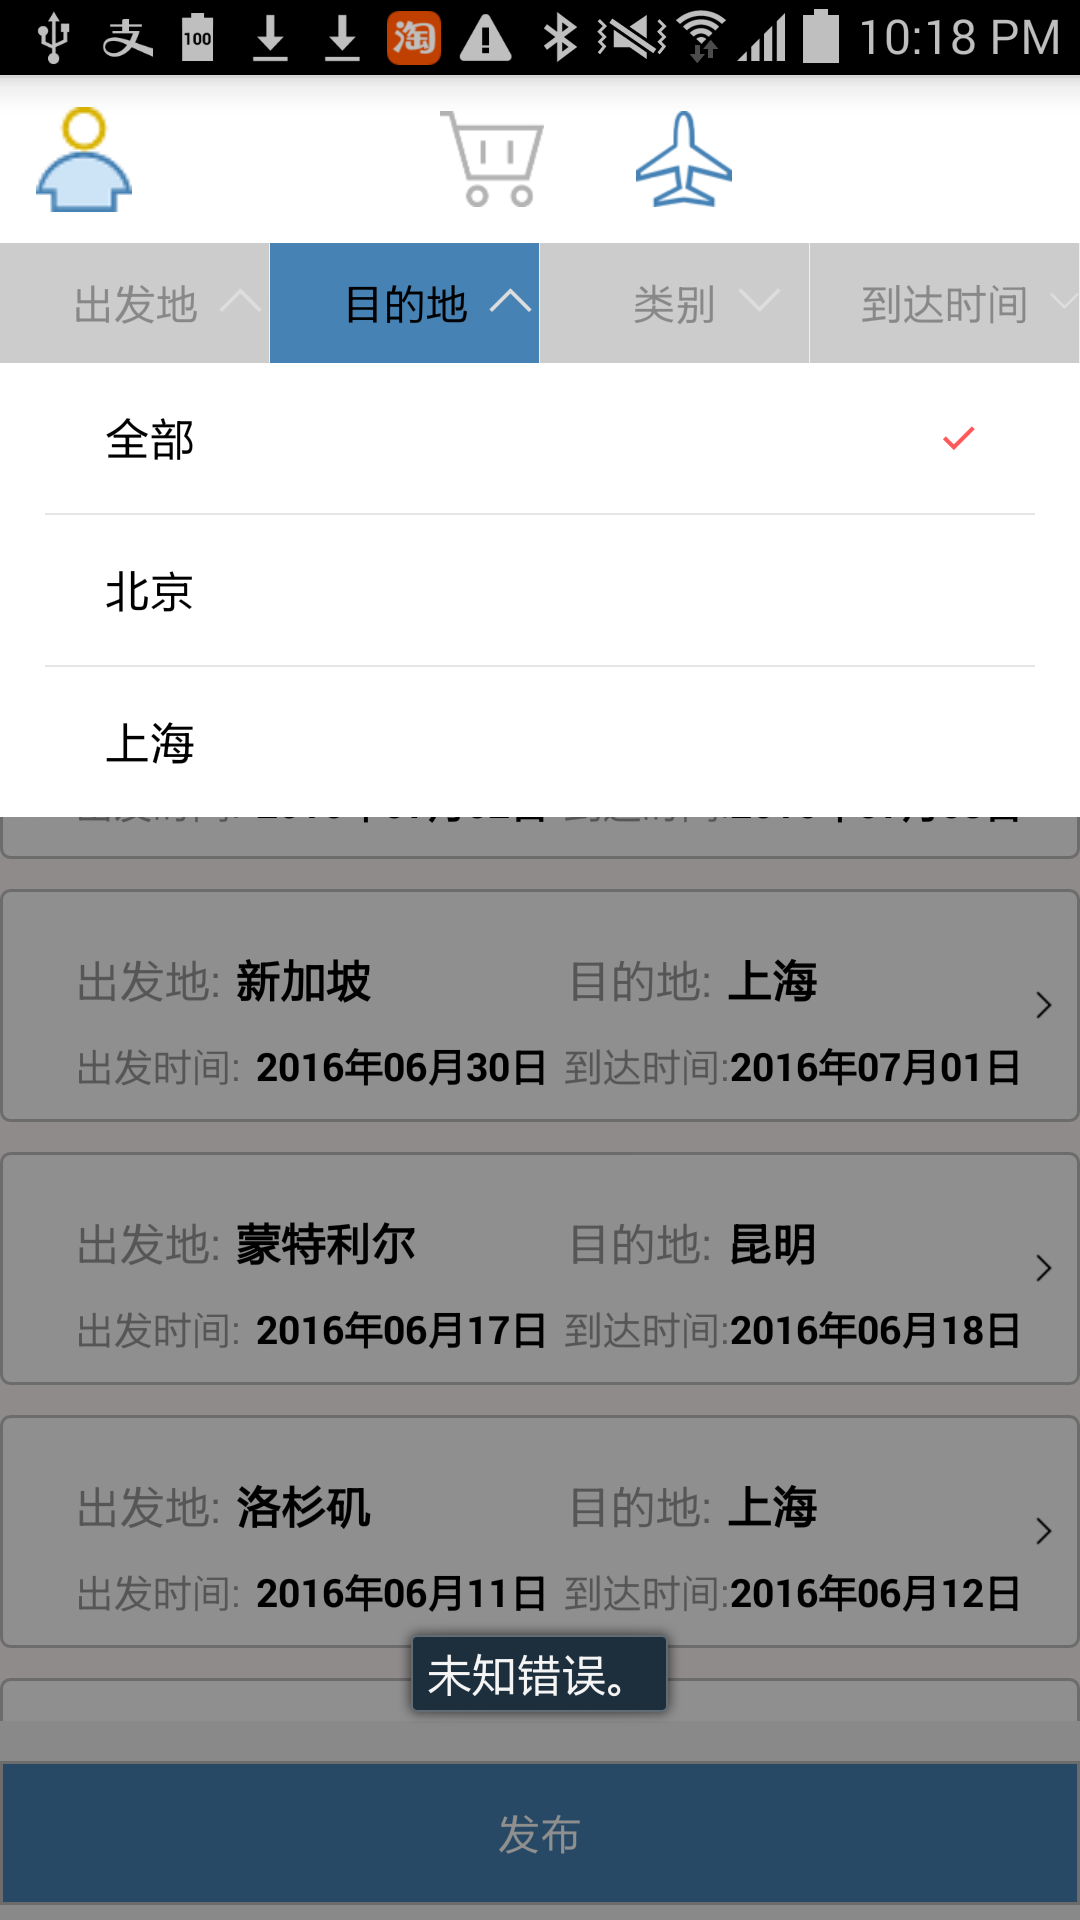 支 100 淘 10:18 PM
出发地 目的地 类别 到达时间
全部
北京
上海
出发地: 新加坡 目的地: 上海
出发时间: 2016年06月30日 到达时间:2016年07月01日
出发地: 蒙特利尔 目的地: 昆明
出发时间: 2016年06月17日 到达时间:2016年06月18日
出发地: 洛杉矶 目的地: 上海
出发时间: 2016年06月11日 到达时间:2016年06月12日
未知错误。
发布